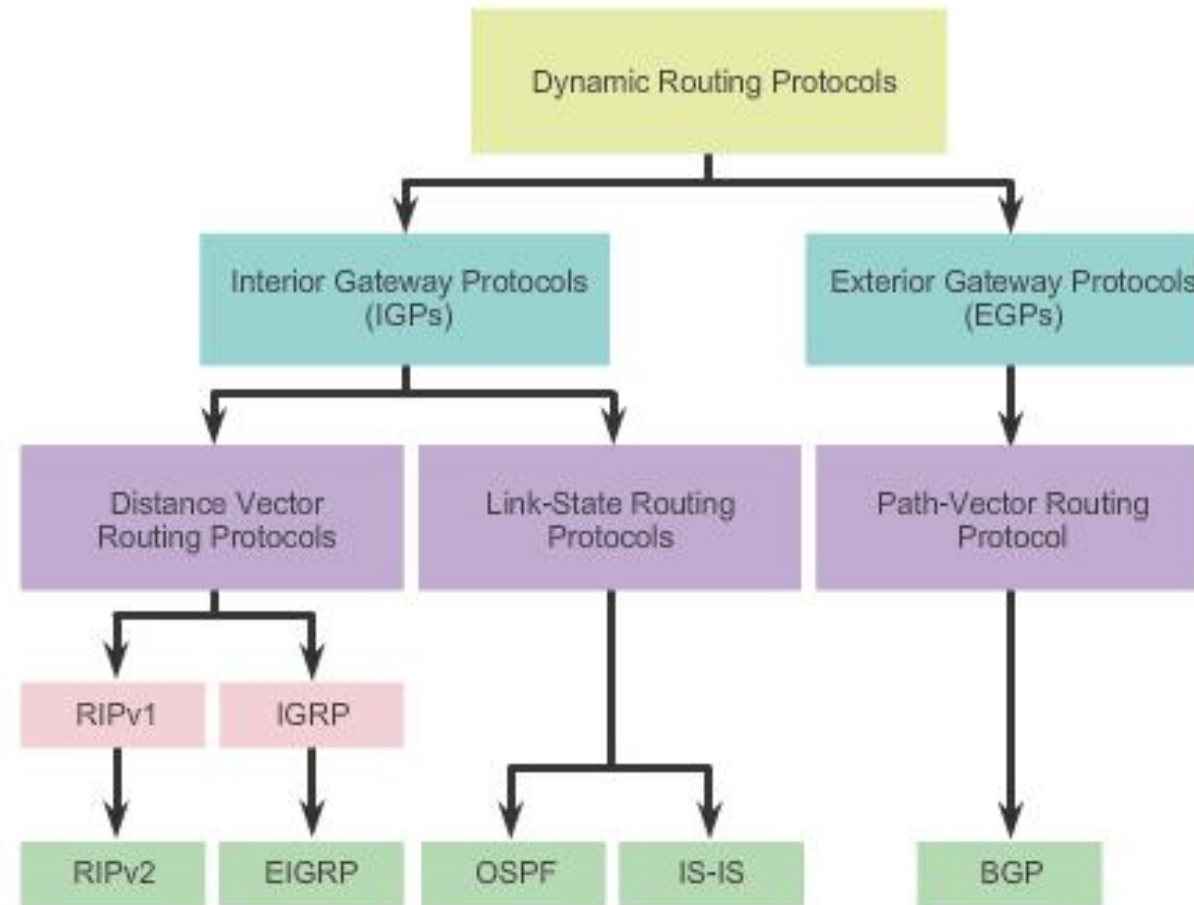 Dynamic Routing Protocols
Interior Gateway Protocols
(IGPs)
Exterior Gateway Protocols
(EGPs)
Distance Vector
Routing Protocols
Link-State Routing
Protocols
Path-Vector Routing
Protocol
RIPv1
IGRP
RIPv2
EIGRP
OSPF
IS-IS
BGP